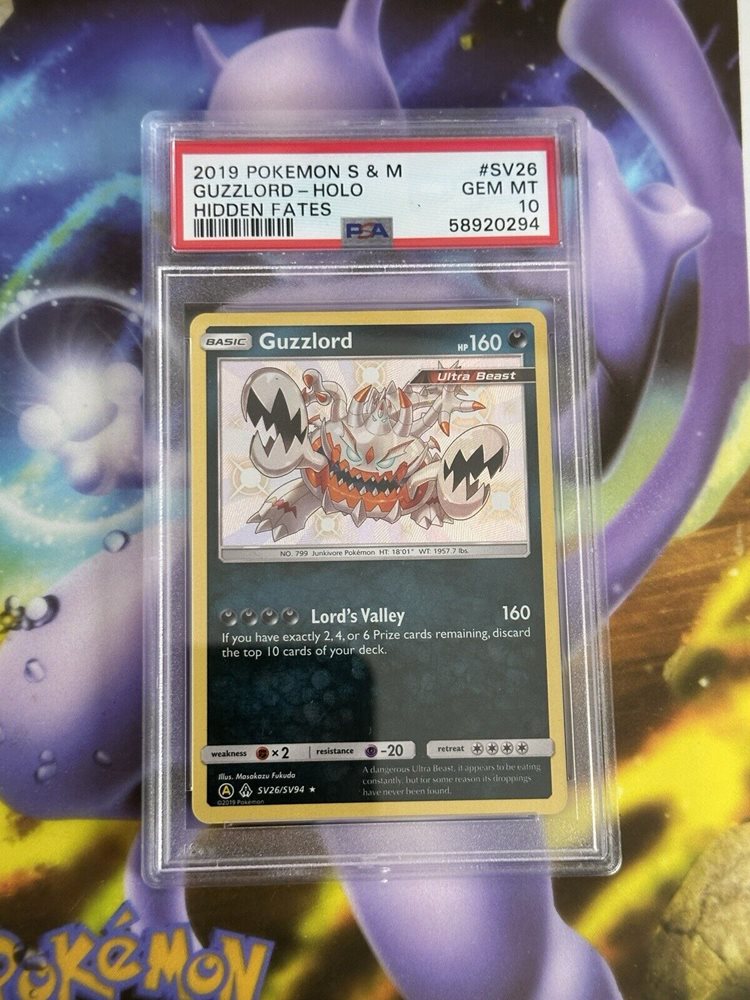 2019 POKEMON S & M #SV26
GUZZLORD – HOLO GEM MT
HIDDEN FATES 10
PSA 58920294
BASIC Guzzlord HP 160
Ultra Beast
NO. 799 Junkivore Pokémon HT: 18'01" WT: 1957.7 lbs.
Lord's Valley 160
If you have exactly 2, 4, or 6 Prize cards remaining, discard
the top 10 cards of your deck.
weakness × 2 resistance -20 retreat
Illus. Masakazu Fukuda
A dangerous Ultra Beast, it appears to be eating
constantly, but for some reason its droppings
have never been found.
A SV26/SV94 ★
©2019 Pokémon
POKéMON